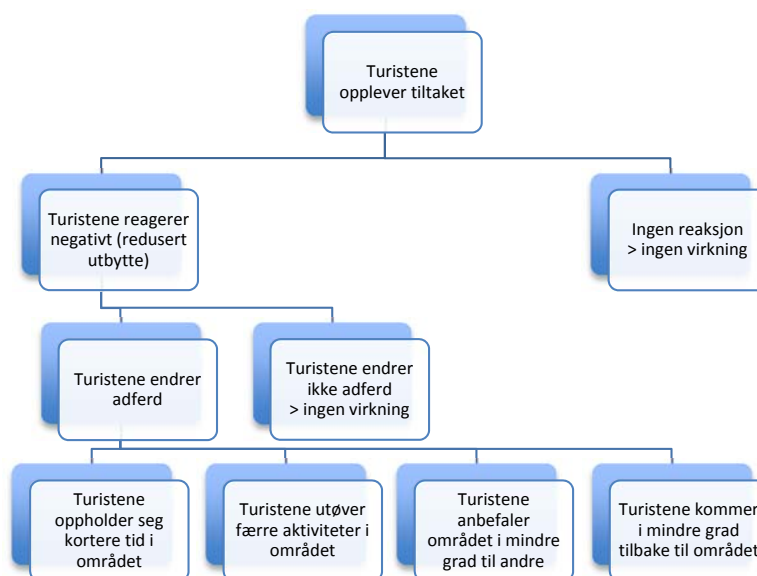 Turistene
opplever tiltaket
Turistene reagerer
negativt (redusert
utbytte)
Ingen reaksjon
> ingen virkning
Turistene endrer
adferd
Turistene endrer
ikke adferd
> ingen virkning
Turistene
oppholder seg
kortere tid i
området
Turistene utøver
færre aktiviteter i
området
Turistene
anbefaler
området i mindre
grad til andre
Turistene kommer
i mindre grad
tilbake til området